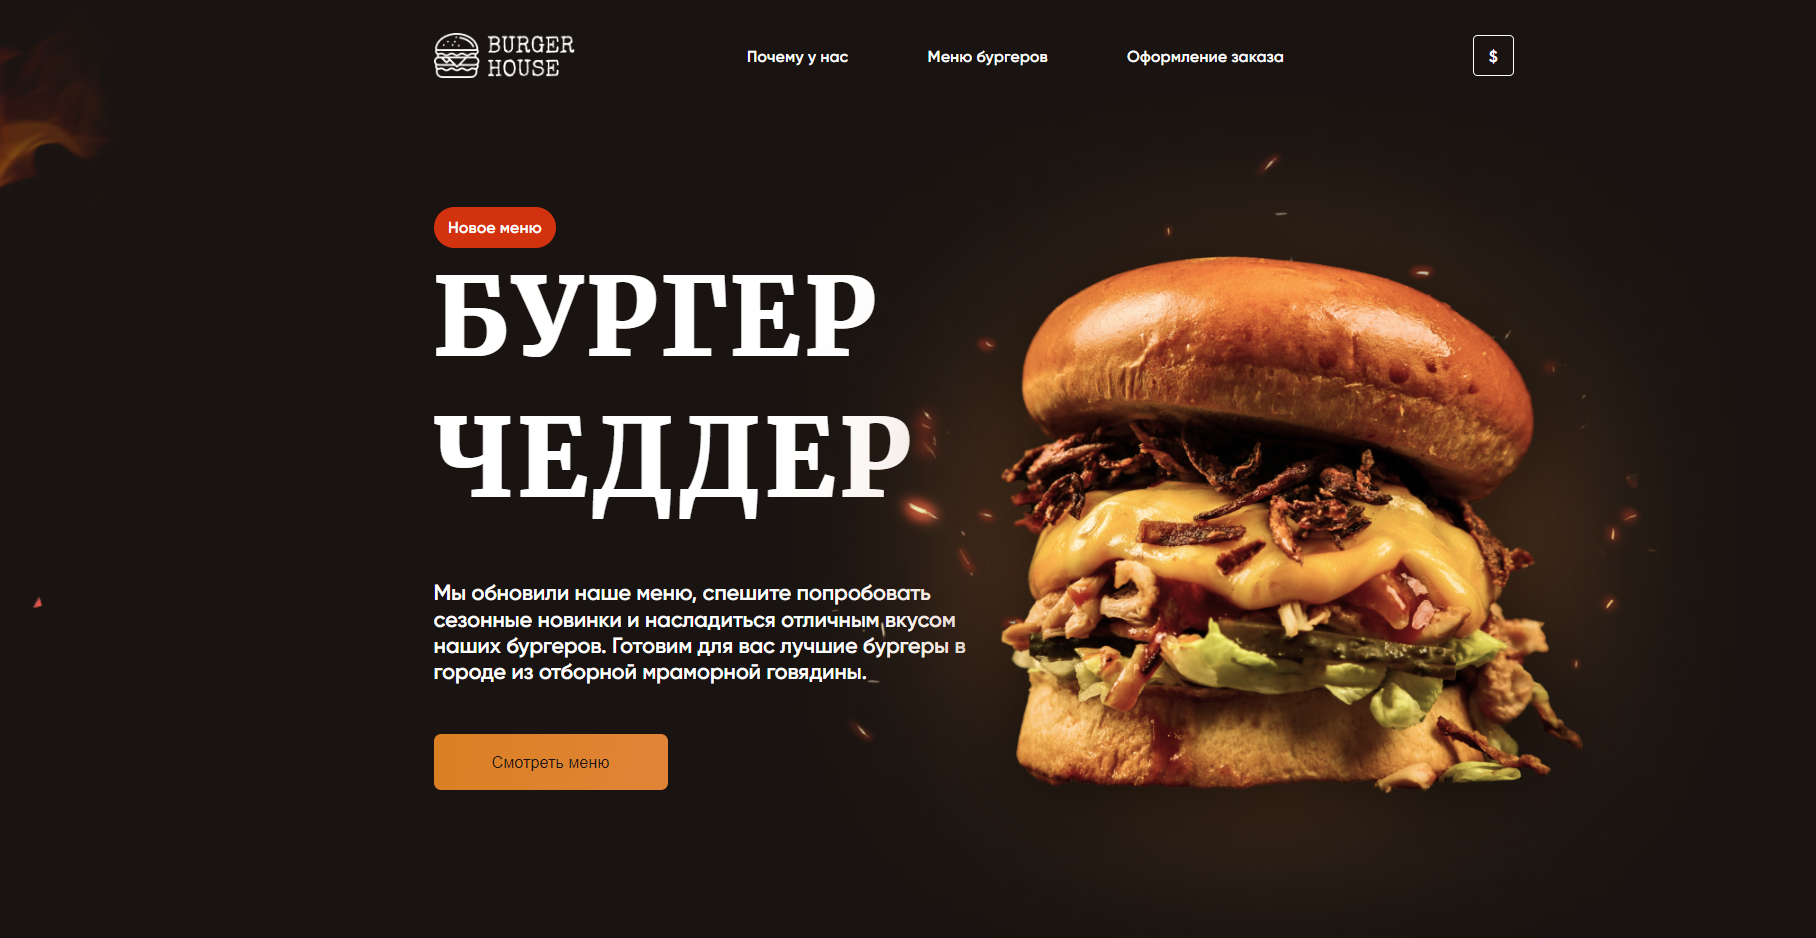 BURGER
HOUSE
Почему у нас
Меню бургеров
Оформление заказа
$
Новое меню
БУРГЕР
ЧЕДДЕР
Мы обновили наше меню, спешите попробовать
сезонные новинки и насладиться отличным вкусом
наших бургеров. Готовим для вас лучшие бургеры в
городе из отборной мраморной говядины.
Смотреть меню